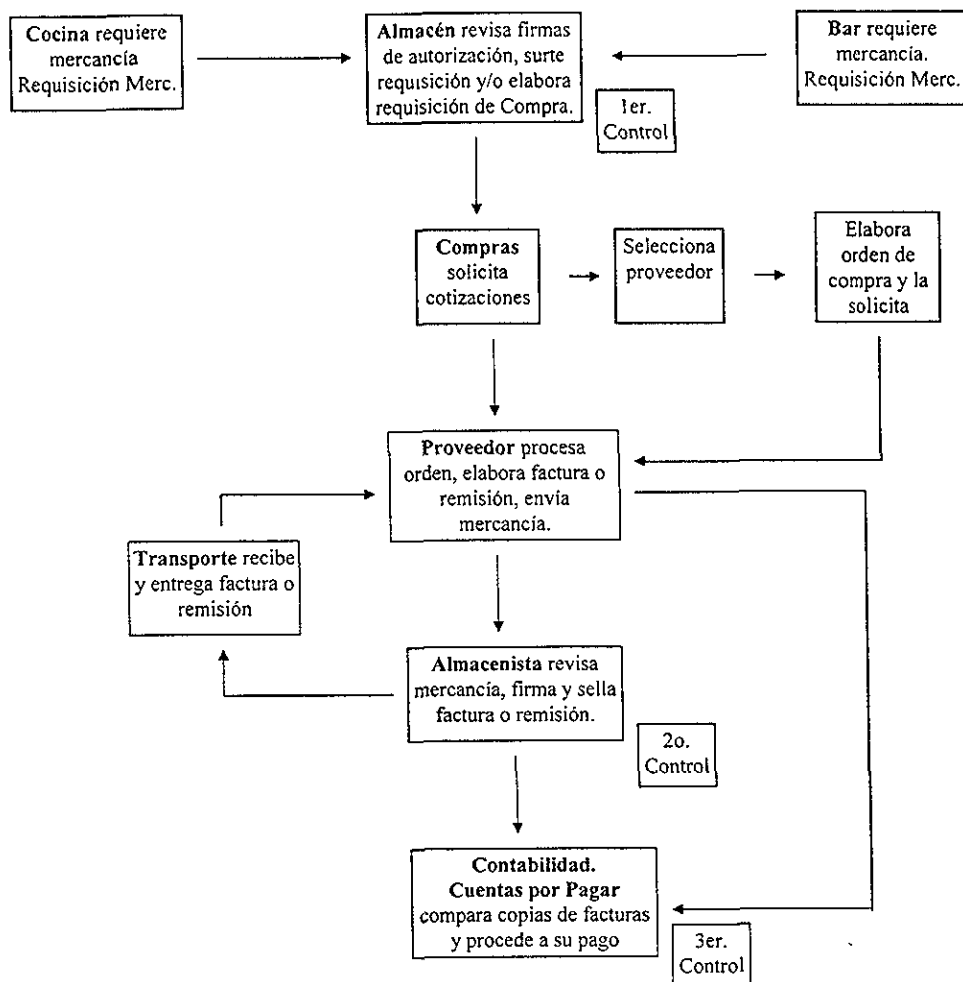 Cocina requiere
mercancía
Requisición Merc.
Almacén revisa firmas
de autorización, surte
requisición y/o elabora
requisición de Compra.
Bar requiere
mercancía.
Requisición Merc.
1er.
Control
Compras
solicita
cotizaciones
Selecciona
proveedor
Elabora
orden de
compra y la
solicita
Proveedor procesa
orden, elabora factura o
remisión, envía
mercancía.
Transporte recibe
y entrega factura o
remisión
Almacenista revisa
mercancía, firma y sella
factura o remisión.
2o.
Control
Contabilidad.
Cuentas por Pagar
compara copias de facturas
y procede a su pago
3er.
Control